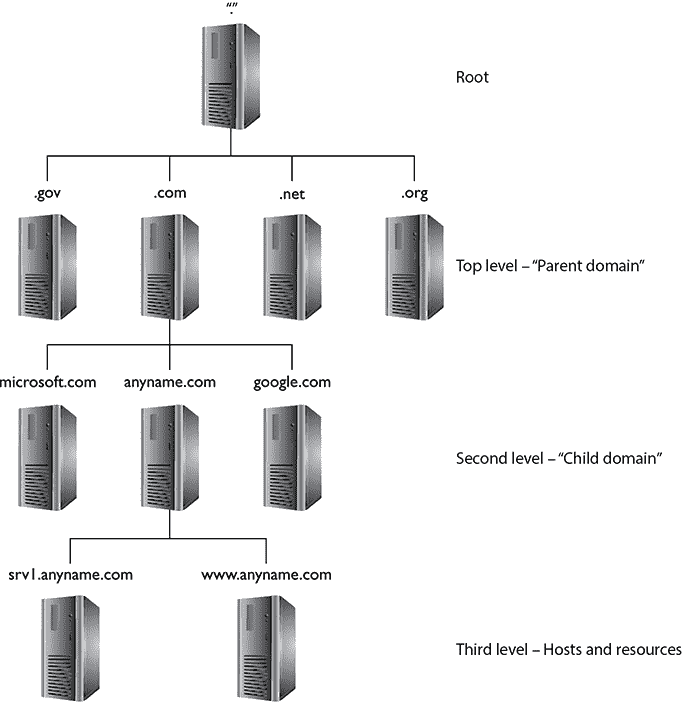 “.”
Root
.gov
.com
.net
.org
Top level – “Parent domain”
microsoft.com
anyname.com
google.com
Second level – “Child domain”
srv1.anyname.com
www.anyname.com
Third level – Hosts and resources